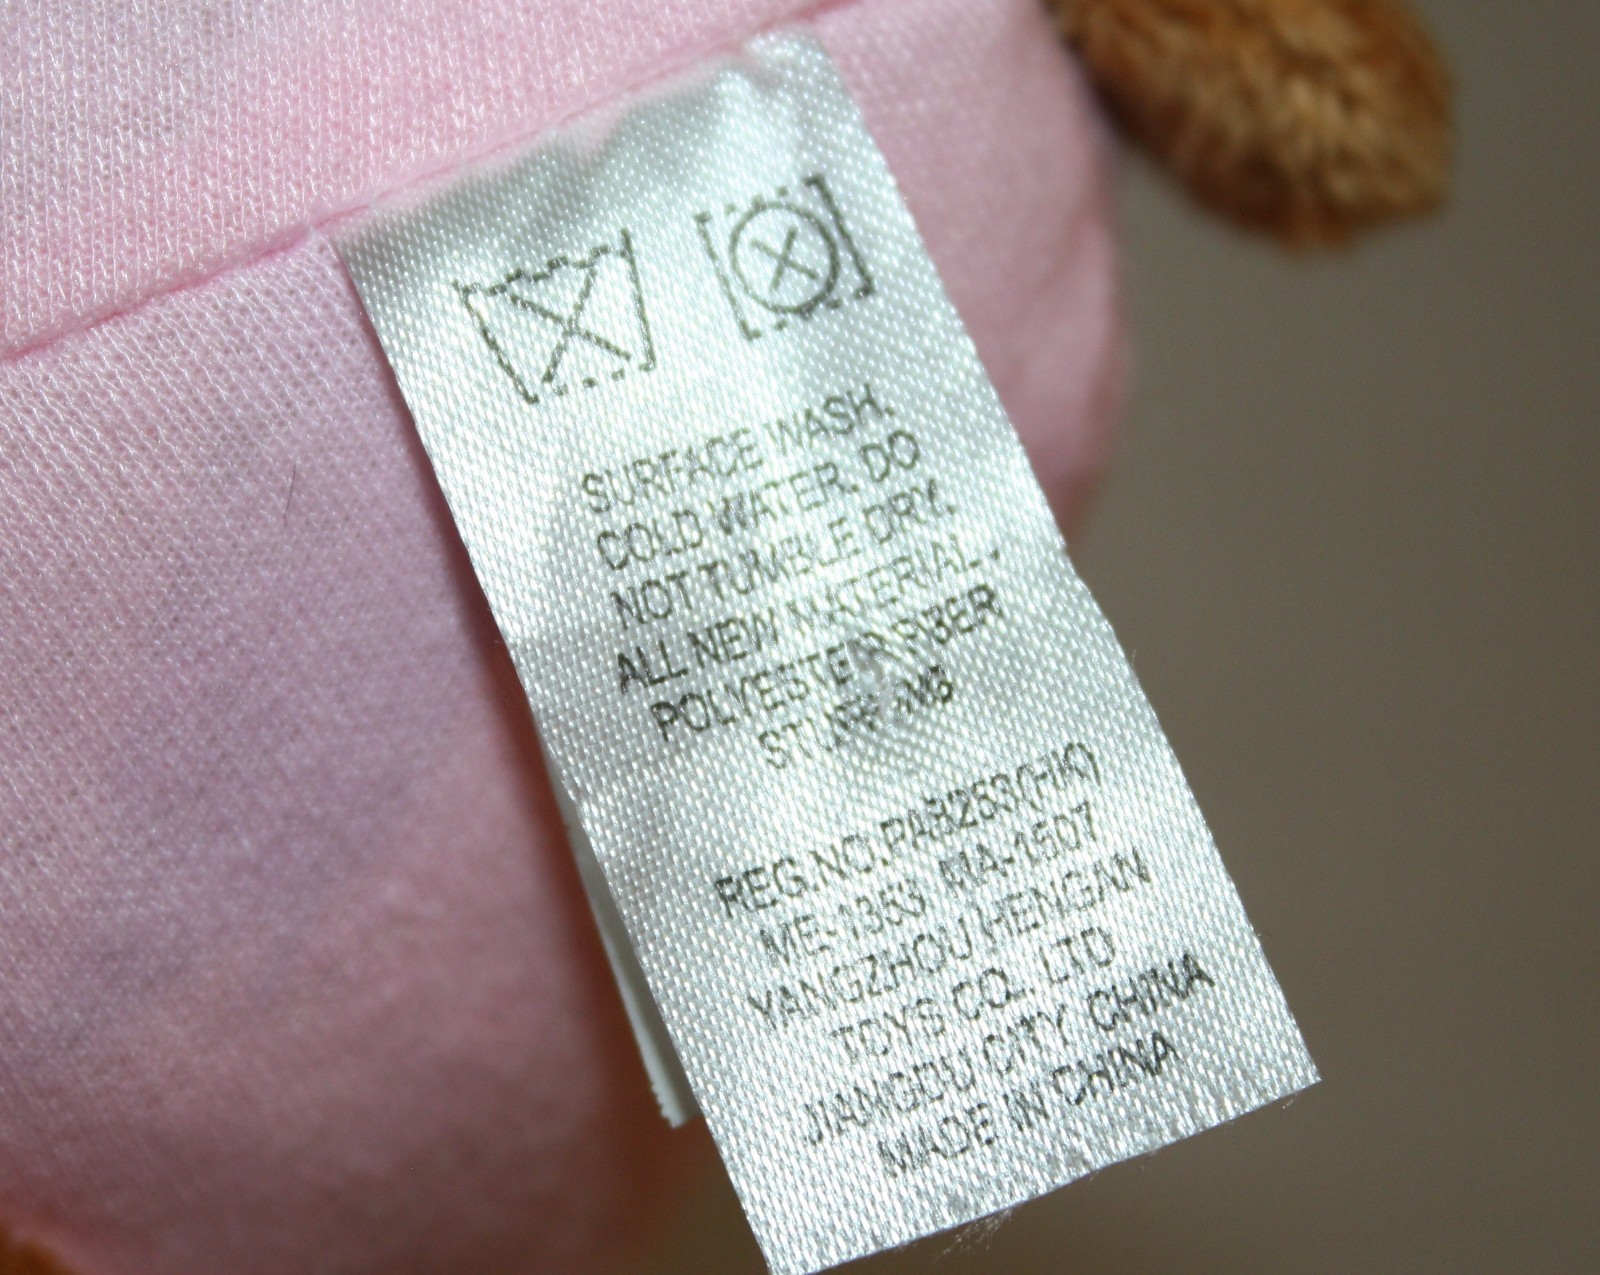 SURFACE WASH.
COLD WATER. DO
NOT TUMBLE DRY.
ALL NEW MATERIAL.
POLYESTER FIBER
STUFFING
REG.NO.PA8253(HK)
ME-1353 MA-1507
YANGZHOU HENGAN
TOYS CO., LTD
JIANGDU CITY CHINA
MADE IN CHINA